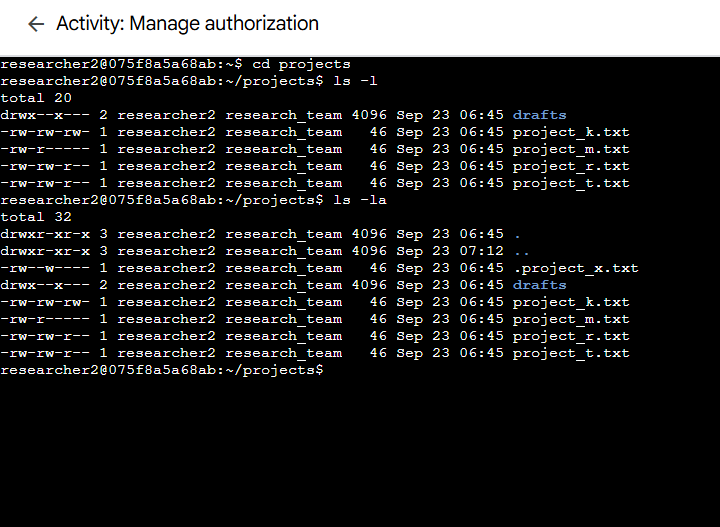 ← Activity: Manage authorization
researcher2@075f8a5a68ab:~$ cd projects
researcher2@075f8a5a68ab:~/projects$ ls -l
total 20
drwx--x--- 2 researcher2 research_team 4096 Sep 23 06:45 drafts
-rw-rw-rw- 1 researcher2 research_team   46 Sep 23 06:45 project_k.txt
-rw-r----- 1 researcher2 research_team   46 Sep 23 06:45 project_m.txt
-rw-rw-r-- 1 researcher2 research_team   46 Sep 23 06:45 project_r.txt
-rw-rw-r-- 1 researcher2 research_team   46 Sep 23 06:45 project_t.txt
researcher2@075f8a5a68ab:~/projects$ ls -la
total 32
drwxr-xr-x 3 researcher2 research_team 4096 Sep 23 06:45 .
drwxr-xr-x 3 researcher2 research_team 4096 Sep 23 07:12 ..
-rw--w---- 1 researcher2 research_team   46 Sep 23 06:45 .project_x.txt
drwx--x--- 2 researcher2 research_team 4096 Sep 23 06:45 drafts
-rw-rw-rw- 1 researcher2 research_team   46 Sep 23 06:45 project_k.txt
-rw-r----- 1 researcher2 research_team   46 Sep 23 06:45 project_m.txt
-rw-rw-r-- 1 researcher2 research_team   46 Sep 23 06:45 project_r.txt
-rw-rw-r-- 1 researcher2 research_team   46 Sep 23 06:45 project_t.txt
researcher2@075f8a5a68ab:~/projects$